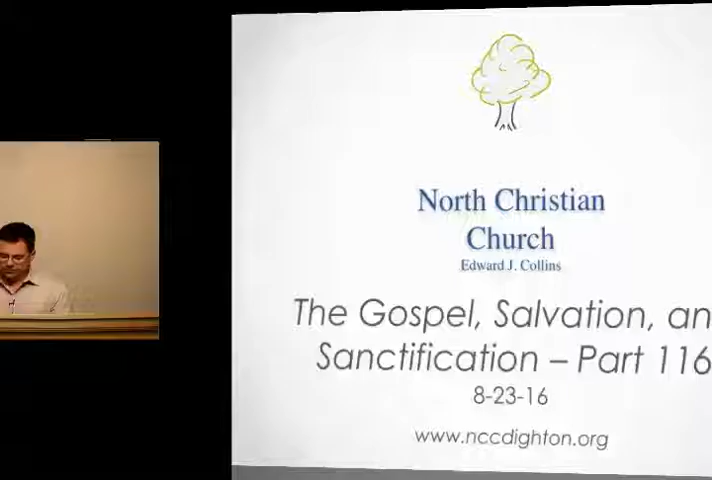 North Christian
Church
Edward J. Collins
The Gospel, Salvation, an
Sanctification – Part 116
8-23-16
www.nccdighton.org